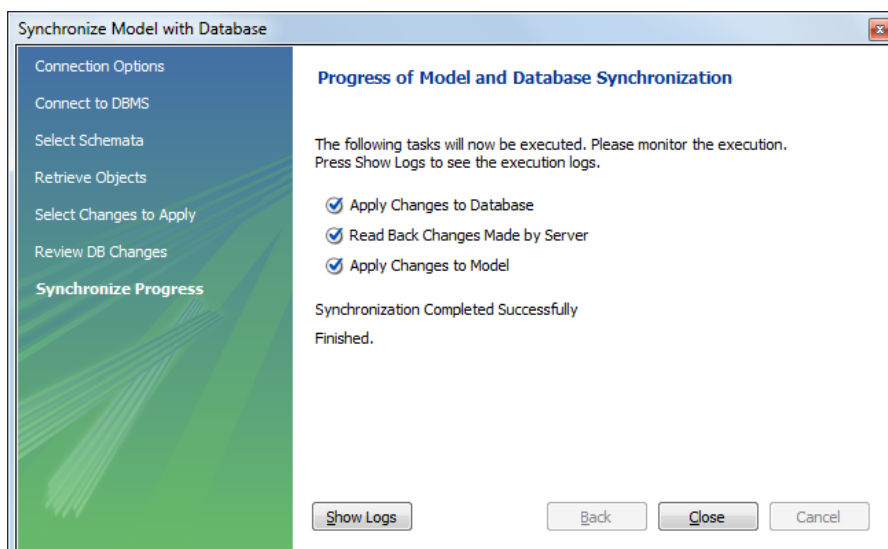 Synchronize Model with Database
Connection Options
Connect to DBMS
Select Schemata
Retrieve Objects
Select Changes to Apply
Review DB Changes
Synchronize Progress
Progress of Model and Database Synchronization
The following tasks will now be executed. Please monitor the execution.
Press Show Logs to see the execution logs.
Apply Changes to Database
Read Back Changes Made by Server
Apply Changes to Model
Synchronization Completed Successfully
Finished.
Show Logs
Back
Close
Cancel